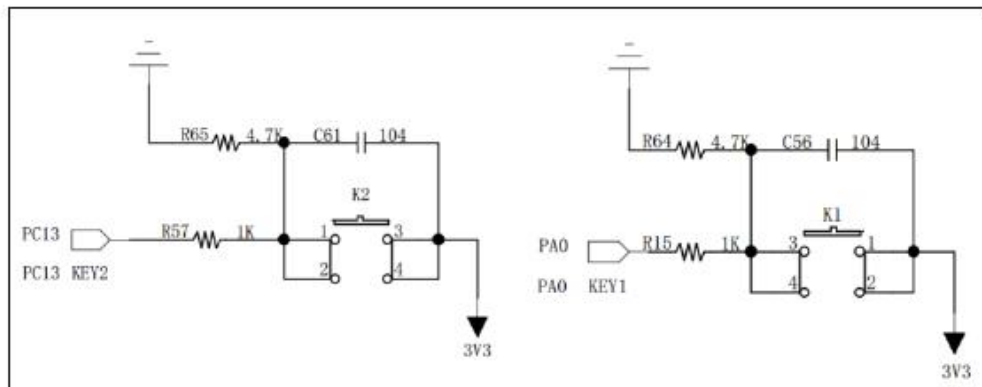 R65 4.7K C61 104
K2
PC13 R57 1K 1 3
PC13 KEY2 2 4
3V3
R64 4.7K C56 104
K1
PA0 R15 1K 3 1
PA0 KEY1 4 2
3V3